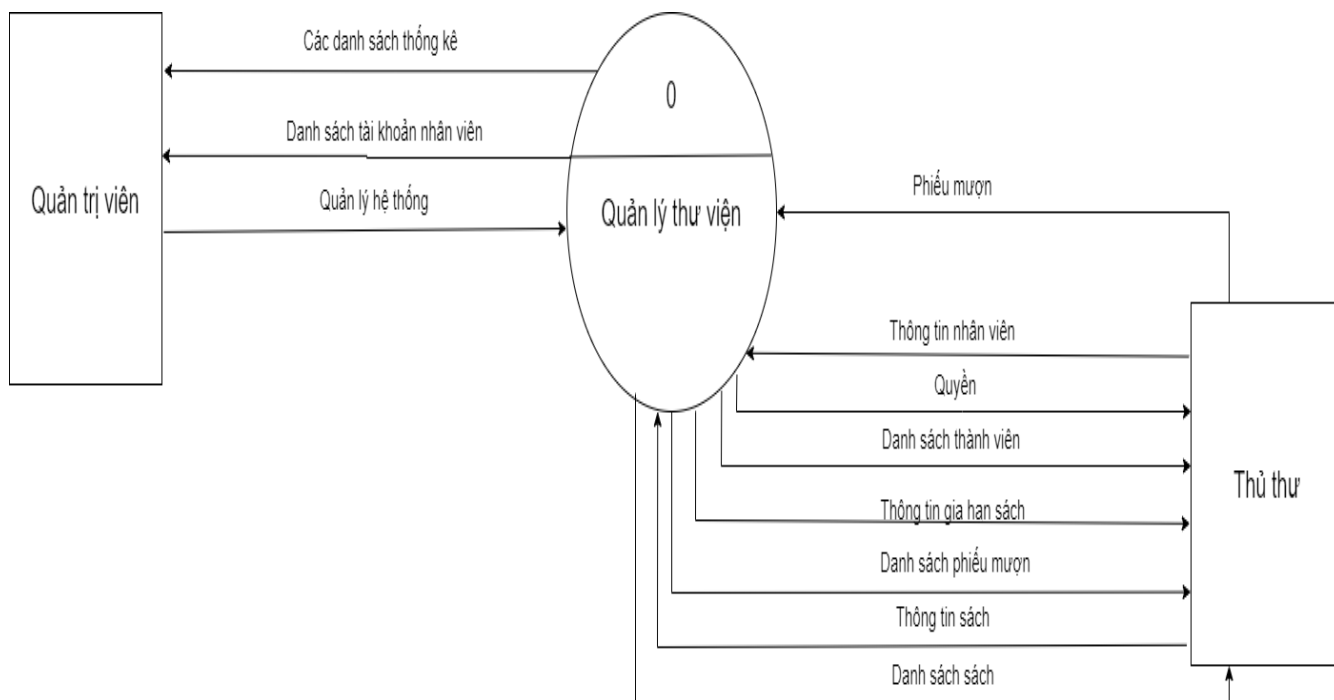 Các danh sách thống kê
0
Danh sách tài khoản nhân viên
Phiếu mượn
Quản trị viên
Quản lý hệ thống
Quản lý thư viện
Thông tin nhân viên
Quyền
Danh sách thành viên
Thủ thư
Thông tin gia han sách
Danh sách phiếu mượn
Thông tin sách
Danh sách sách